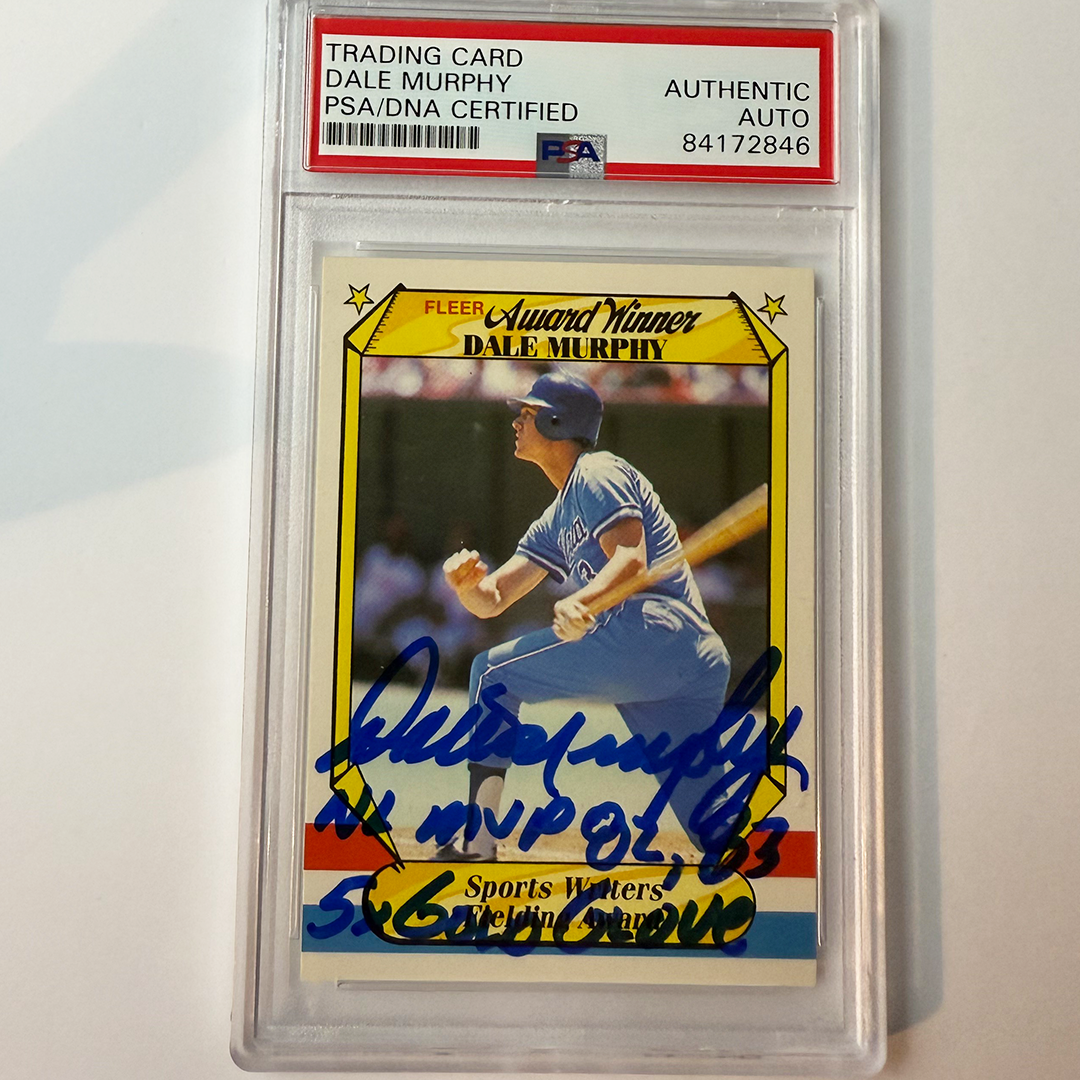 TRADING CARD
DALE MURPHY
PSA/DNA CERTIFIED
AUTHENTIC
AUTO
84172846
PSA
FLEER Award Winner
DALE MURPHY
Dale Murphy
NL MVP 82, 83
Sports Writers'
Fielding Award
5x Gold Glove